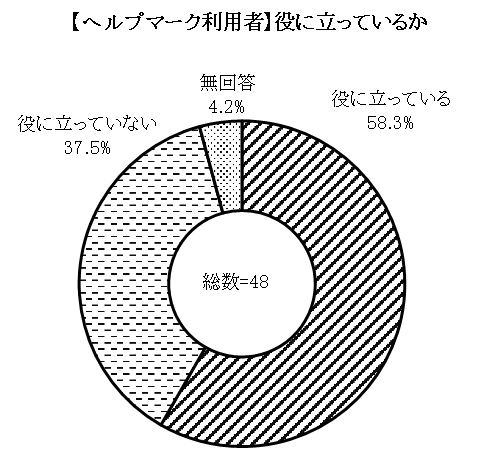 【ヘルプマーク利用者】役に立っているか
無回答
4.2%
役に立っている
58.3%
役に立っていない
37.5%
総数=48